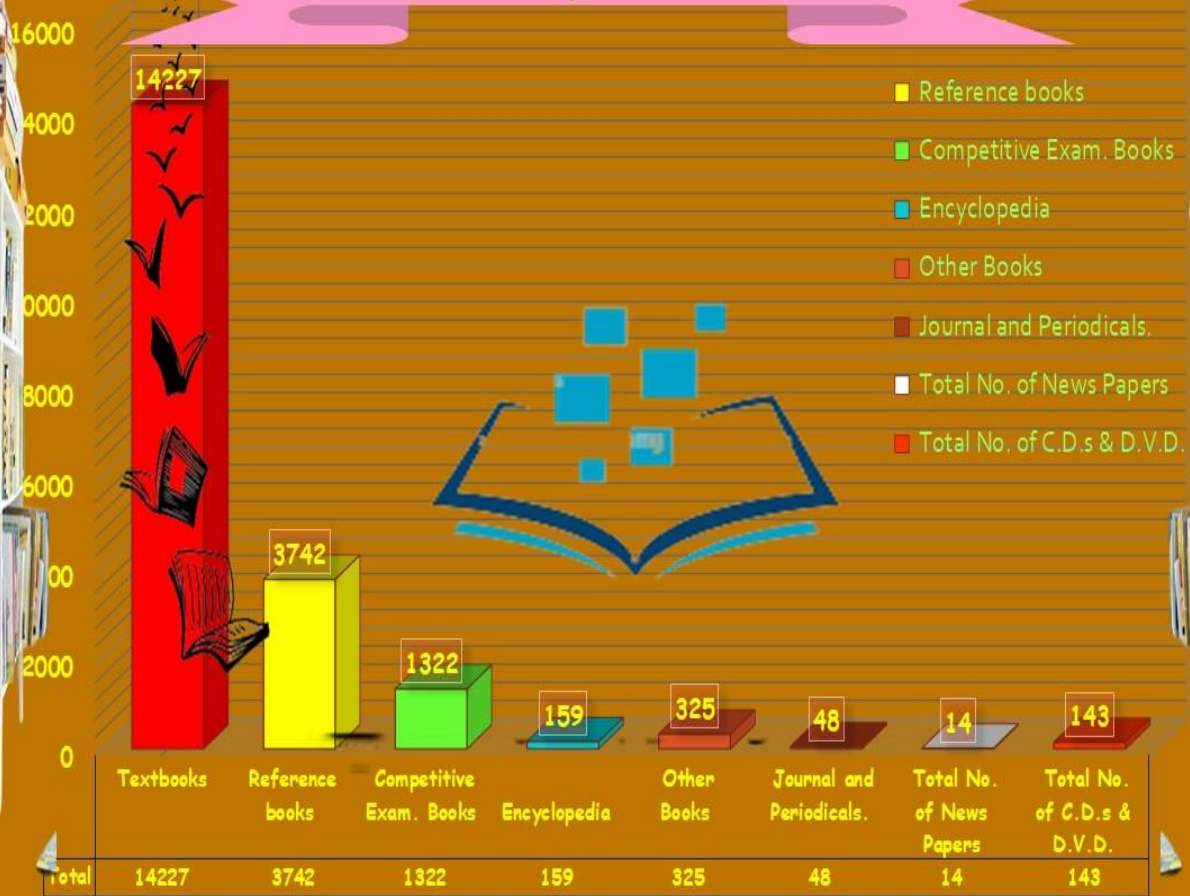 16000
14227
4000
2000
0000
8000
6000
00
2000
0
3742
1322
159
325
48
14
143
Reference books
Competitive Exam. Books
Encyclopedia
Other Books
Journal and Periodicals.
Total No. of News Papers
Total No. of C.D.s & D.V.D.
Textbooks
Reference
books
Competitive
Exam. Books
Encyclopedia
Other
Books
Journal and
Periodicals.
Total No.
of News
Papers
Total No.
of C.D.s &
D.V.D.
Total 14227 3742 1322 159 325 48 14 143